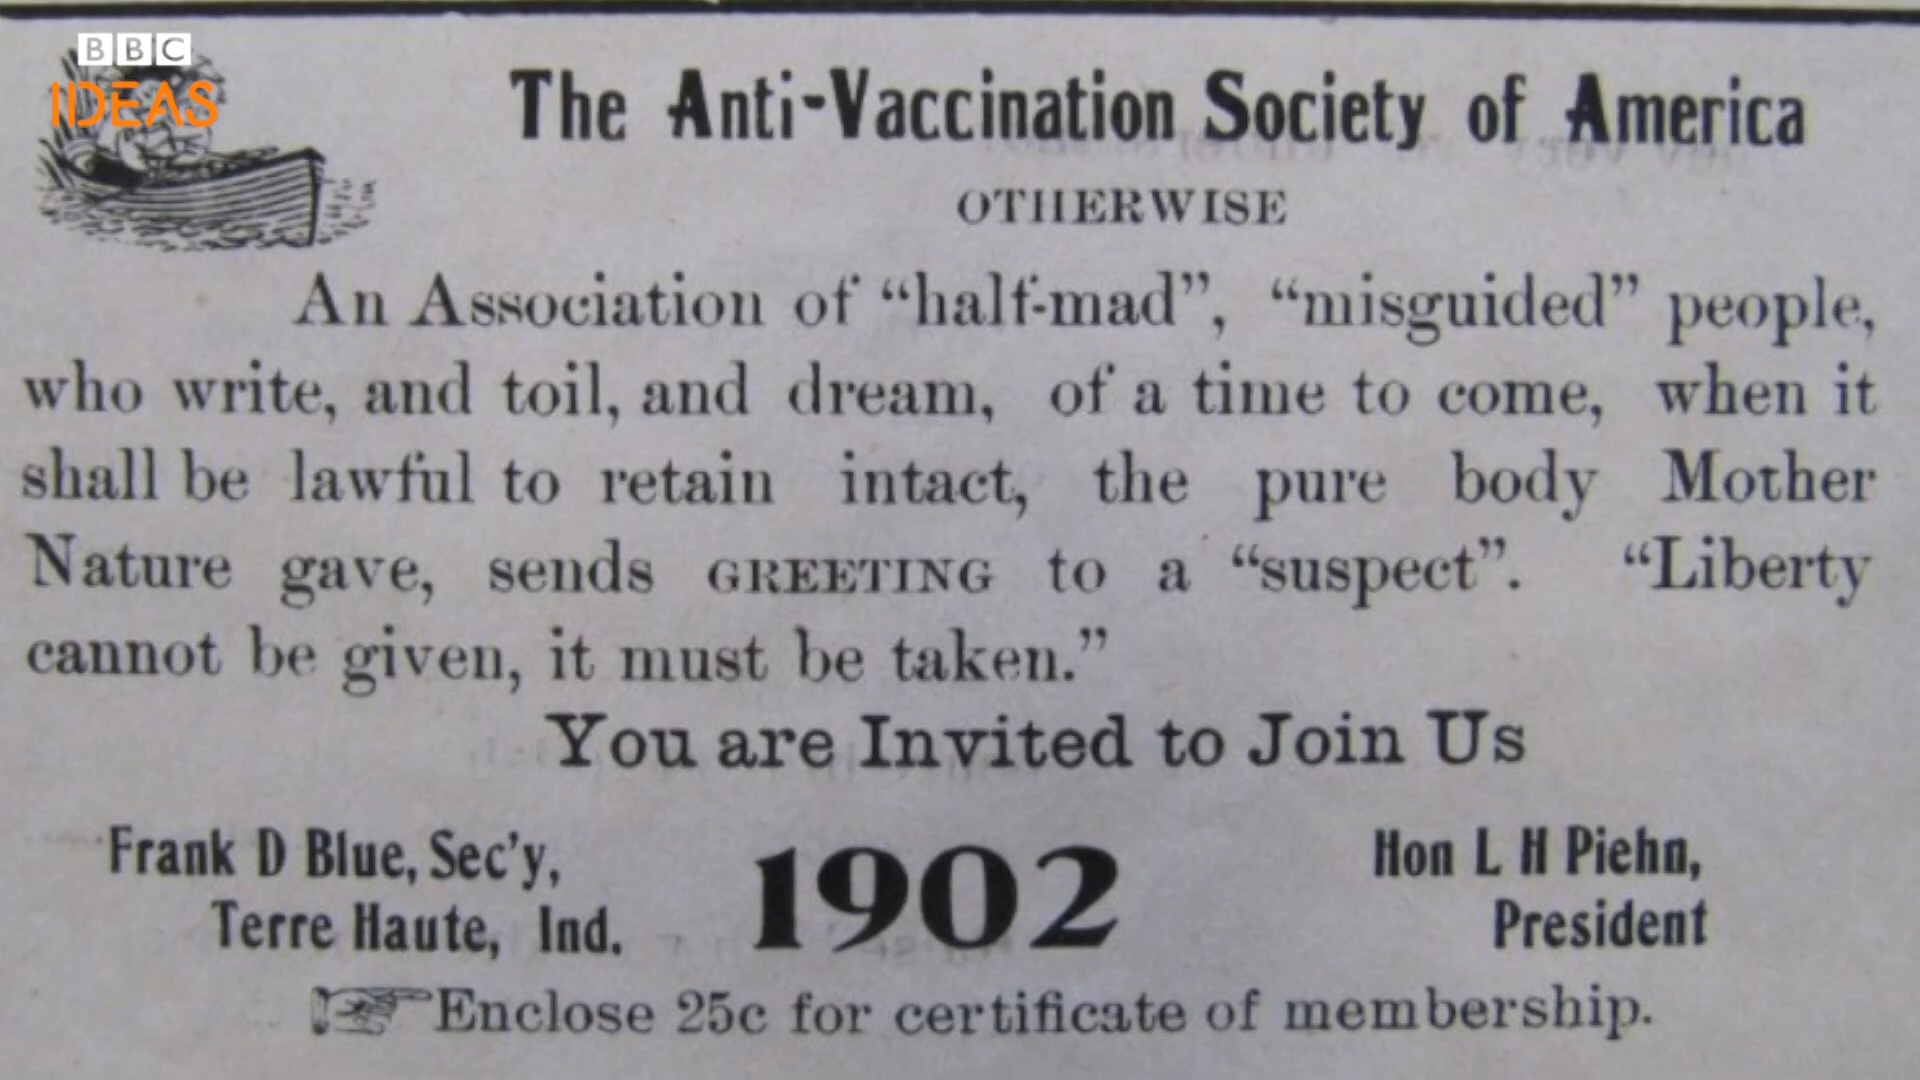 BBC
IDEAS
The Anti-Vaccination Society of America
OTHERWISE
An Association of “half-mad”, “misguided” people,
who write, and toil, and dream, of a time to come, when it
shall be lawful to retain intact, the pure body Mother
Nature gave, sends GREETING to a “suspect”. “Liberty
cannot be given, it must be taken.”
You are Invited to Join Us
Frank D Blue, Sec’y,
Terre Haute, Ind.
1902
Hon L H Piehn,
President
Enclose 25c for certificate of membership.